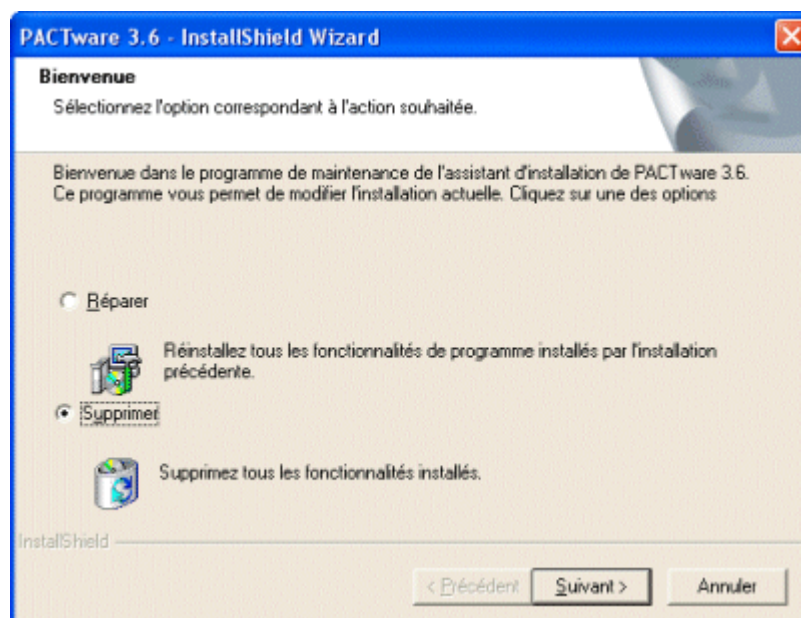 PACTware 3.6 - InstallShield Wizard
Bienvenue
Sélectionnez l'option correspondant à l'action souhaitée.
Bienvenue dans le programme de maintenance de l'assistant d'installation de PACTware 3.6.
Ce programme vous permet de modifier l'installation actuelle. Cliquez sur une des options
Réparer
Réinstallez tous les fonctionnalités de programme installés par l'installation
précédente.
Supprimer
Supprimez tous les fonctionnalités installés.
InstallShield
< Précédent Suivant > Annuler